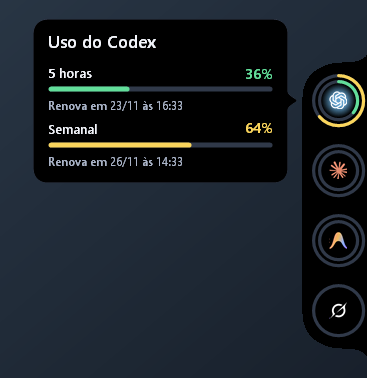 Uso do Codex
5 horas 36%
Renova em 23/11 às 16:33
Semanal 64%
Renova em 26/11 às 14:33